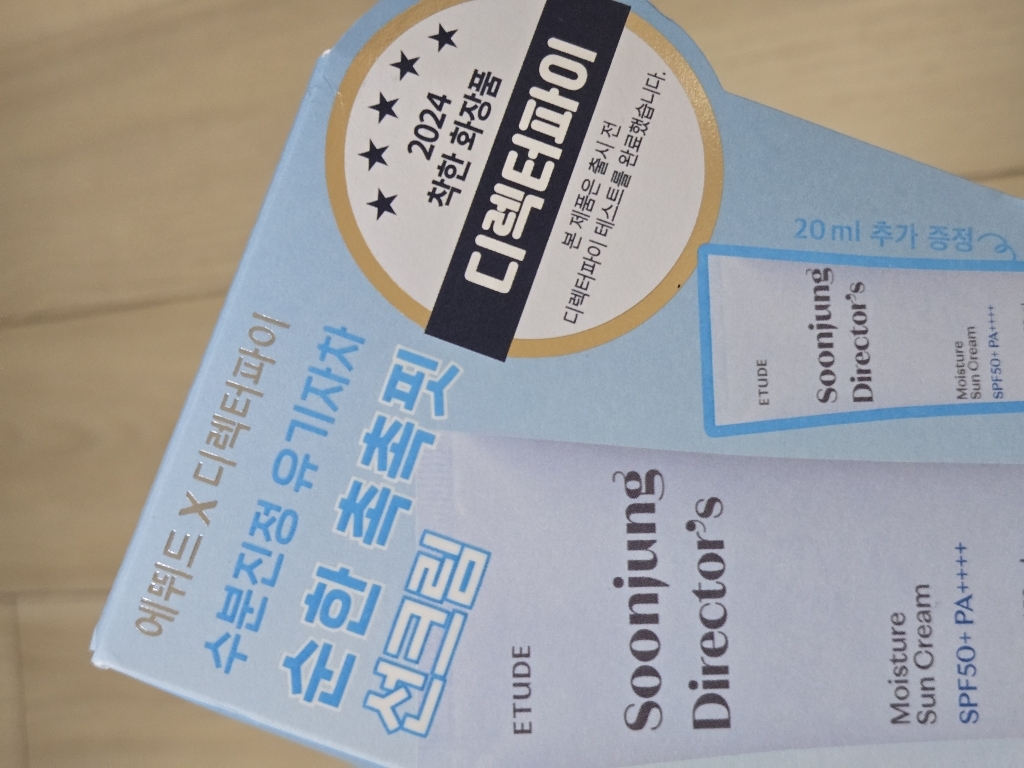 에뛰드 X 디렉터파이
수분진정 유기자차
순한 촉촉핏
선크림
2024
착한 화장품
디렉터파이
본 제품은 출시 전
디렉터파이 테스트를 완료했습니다.
20ml 추가 증정
ETUDE
Soonjung
Director's
Moisture
Sun Cream
SPF50+ PA++++
ETUDE
Soonjung
Director's
Moisture
Sun Cream
SPF50+ PA++++